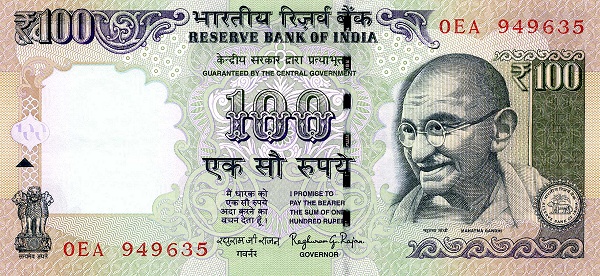 ₹100
भारतीय रिज़र्व बैंक
RESERVE BANK OF INDIA
0EA 949635
केन्द्रीय सरकार द्वारा प्रत्याभूत
GUARANTEED BY THE CENTRAL GOVERNMENT
₹100
100
एक सौ रुपये
मैं धारक को
एक सौ रुपये
अदा करने का
वचन देता हूँ।
I PROMISE TO
PAY THE BEARER
THE SUM OF ONE
HUNDRED RUPEES
रघुराम जी राजन
गवर्नर
Raghuram G. Rajan
GOVERNOR
महात्मा गांधी
MAHATMA GANDHI
सत्यमेव जयते
0EA 949635